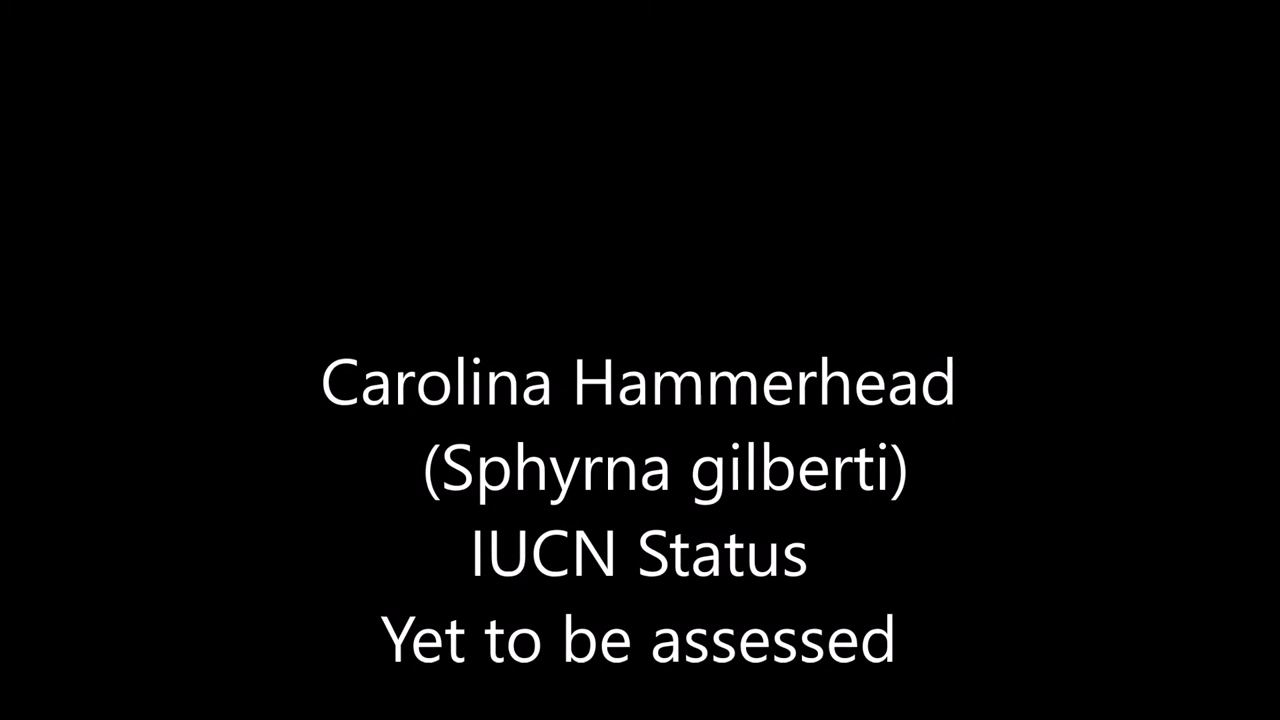 Carolina Hammerhead
(Sphyrna gilberti)
IUCN Status
Yet to be assessed